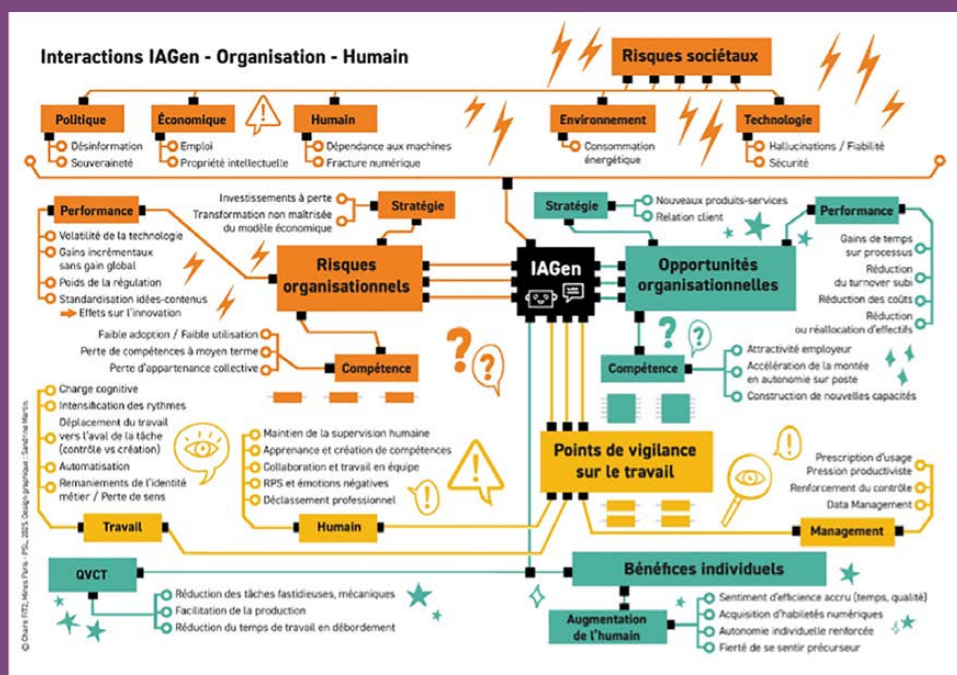 Interactions IAGen - Organisation - Humain
Risques sociétaux
Politique
Désinformation
Souveraineté
Économique
Emploi
Propriété intellectuelle
Humain
Dépendance aux machines
Fracture numérique
Environnement
Consommation
énergétique
Technologie
Hallucinations / Fiabilité
Sécurité
Performance
Volatilité de la technologie
Gains incrémentaux
sans gain global
Poids de la régulation
Standardisation idées-contenus
Effets sur l'innovation
Investissements à perte
Transformation non maîtrisée
du modèle économique
Stratégie
Risques
organisationnels
Faible adoption / Faible utilisation
Perte de compétences à moyen terme
Perte d'appartenance collective
Compétence
IAGen
Stratégie
Nouveaux produits-services
Relation client
Opportunités
organisationnelles
Performance
Gains de temps
sur processus
Réduction
du turnover subi
Réduction des coûts
Réduction
ou réallocation d'effectifs
Compétence
Attractivité employeur
Accélération de la montée
en autonomie sur poste
Construction de nouvelles capacités
Charge cognitive
Intensification des rythmes
Déplacement du travail
vers l'aval de la tâche
(contrôle vs création)
Automatisation
Remaniements de l'identité
métier / Perte de sens
Travail
Maintien de la supervision humaine
Apprenance et création de compétences
Collaboration et travail en équipe
RPS et émotions négatives
Déclassement professionnel
Humain
Points de vigilance
sur le travail
Prescription d'usage
Pression productiviste
Renforcement du contrôle
Data Management
Management
QVCT
Réduction des tâches fastidieuses, mécaniques
Facilitation de la production
Réduction du temps de travail en débordement
Bénéfices individuels
Augmentation
de l'humain
Sentiment d'efficience accru (temps, qualité)
Acquisition d'habiletés numériques
Autonomie individuelle renforcée
Fierté de se sentir précurseur
© Chaire FIT2, Mines Paris - PSL, 2025. Design graphique : Sandrine Martin.